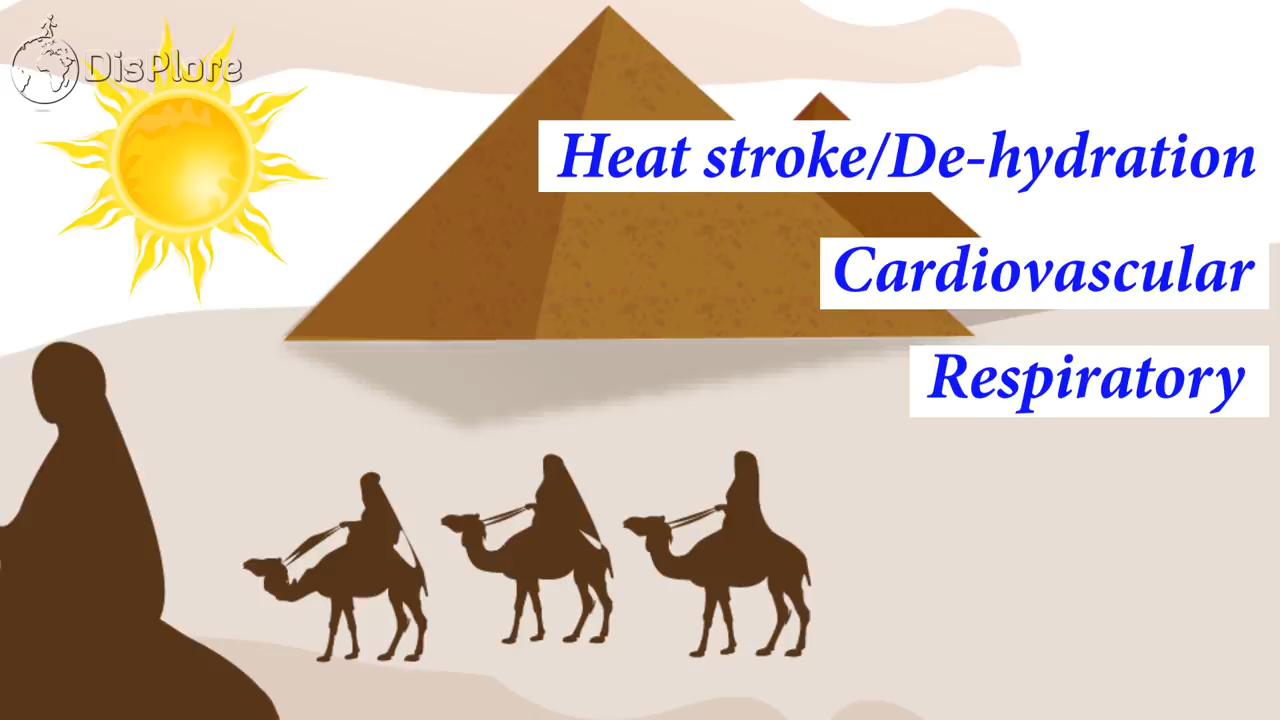 DisPlore
Heat stroke/De-hydration
Cardiovascular
Respiratory